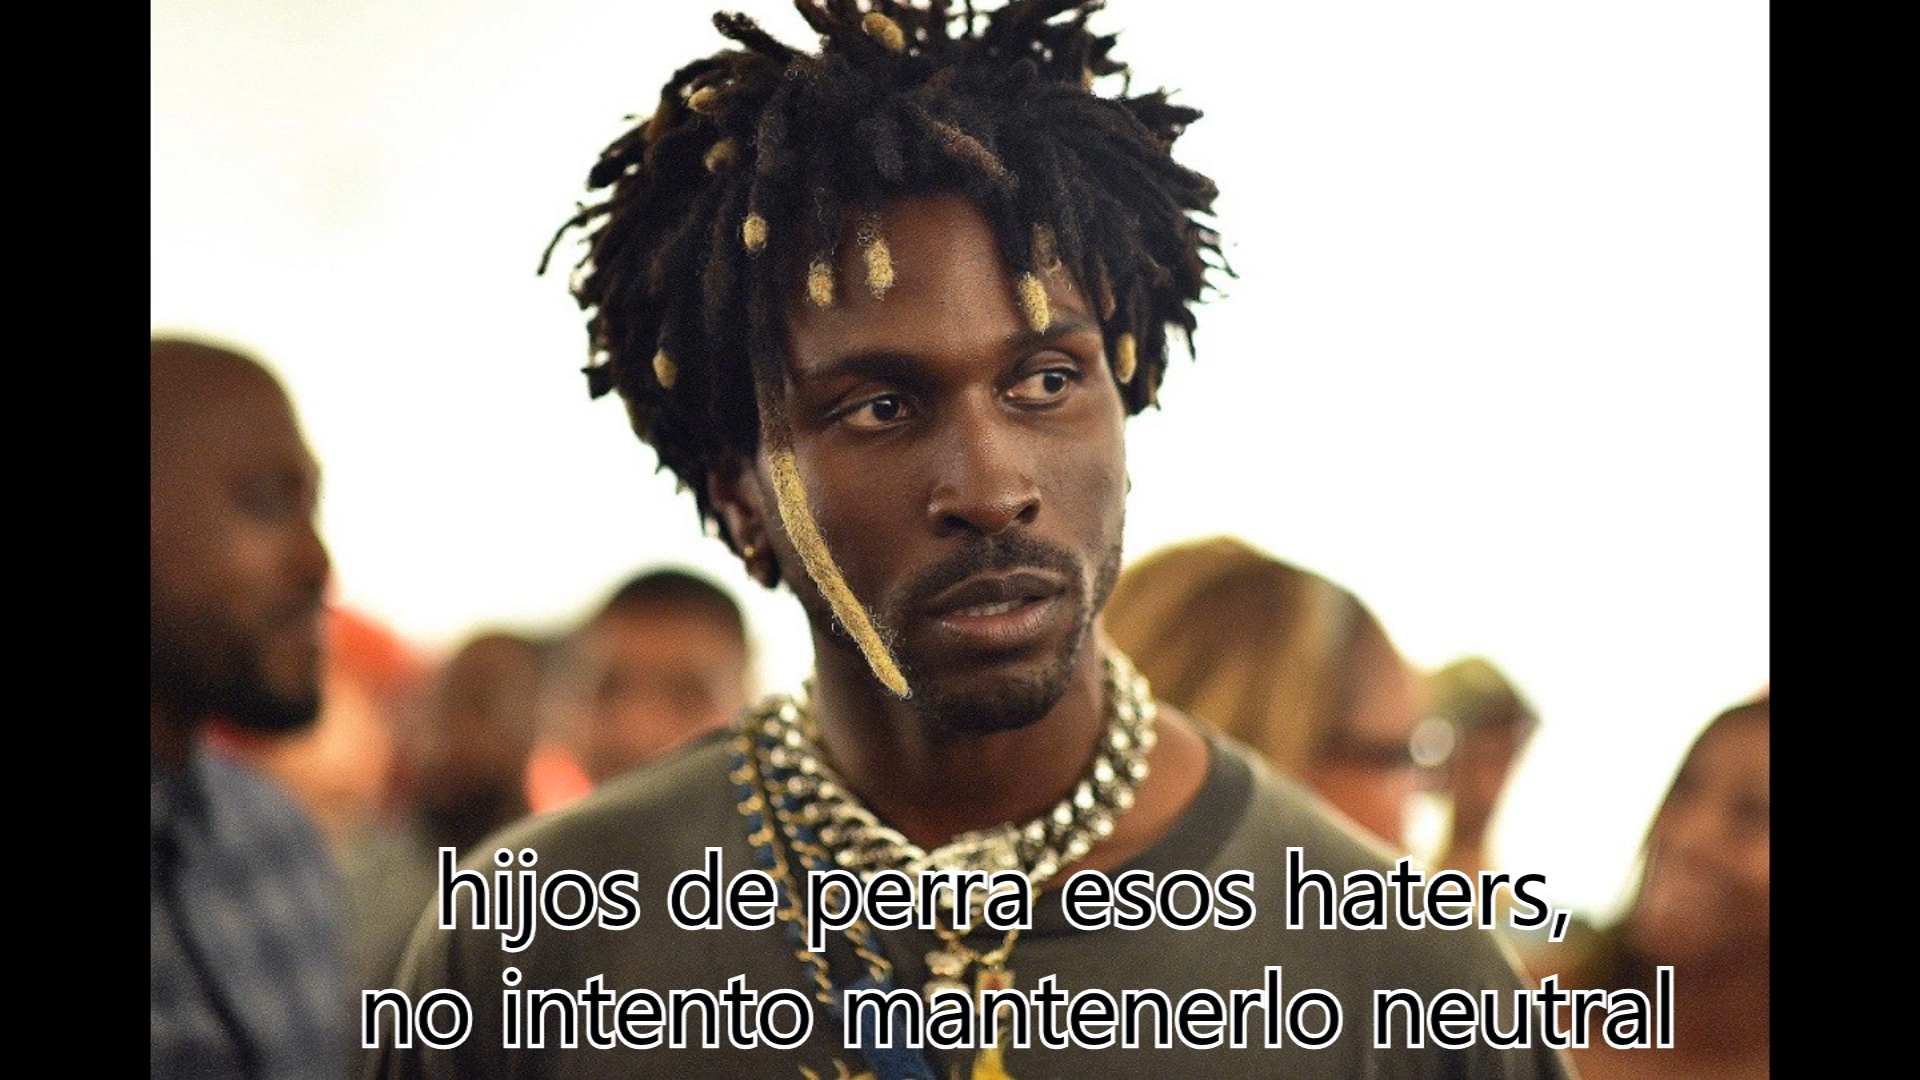 hijos de perra esos haters,
no intento mantenerlo neutral